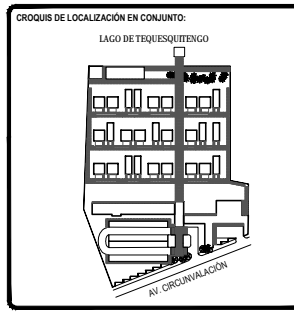 CROQUIS DE LOCALIZACIÓN EN CONJUNTO:
LAGO DE TEQUESQUITENGO
AV. CIRCUNVALACIÓN